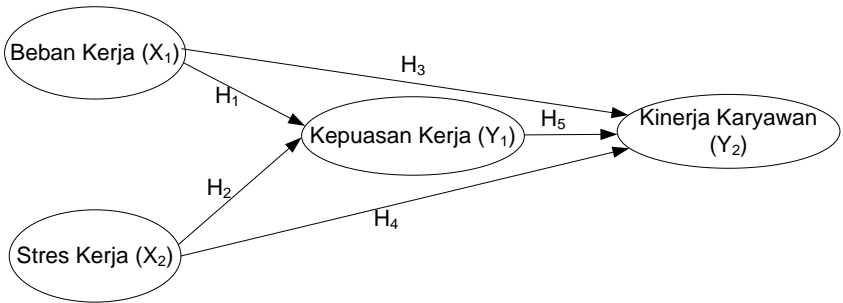 Beban Kerja (X₁)
H₃
H₁
Kepuasan Kerja (Y₁)
H₅
Kinerja Karyawan
(Y₂)
H₂
H₄
Stres Kerja (X₂)